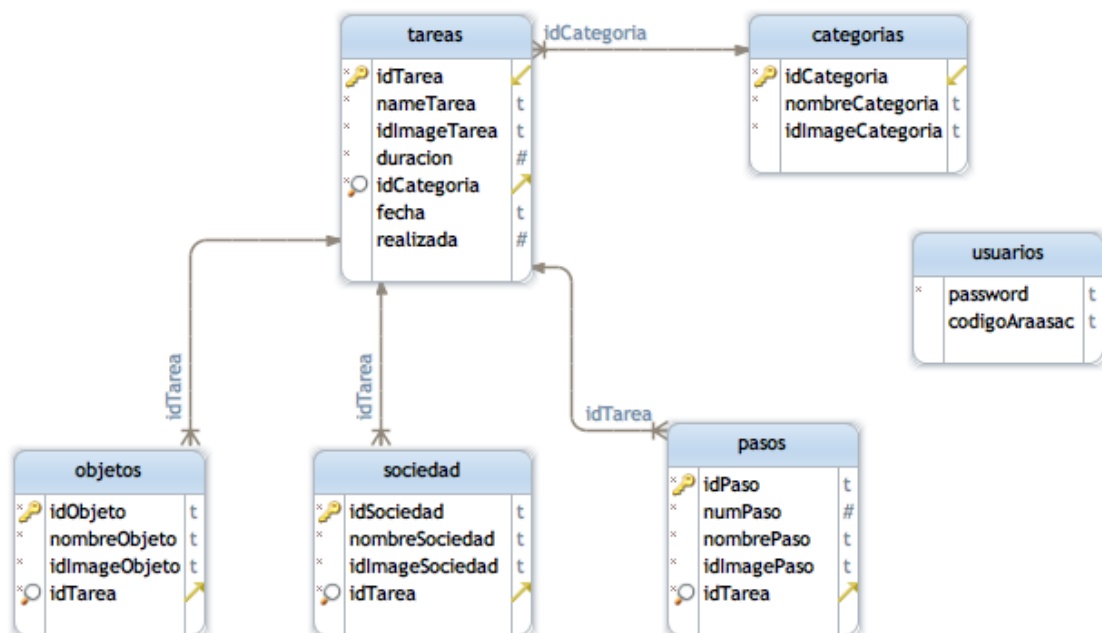 tareas
idTarea
nameTarea t
idImageTarea t
duracion #
idCategoria
fecha t
realizada #
idCategoria
categorias
idCategoria
nombreCategoria t
idImageCategoria t
usuarios
password t
codigoAraasac t
idTarea
idTarea
idTarea
objetos
idObjeto t
nombreObjeto t
idImageObjeto t
idTarea
sociedad
idSociedad t
nombreSociedad t
idImageSociedad t
idTarea
pasos
idPaso t
numPaso #
nombrePaso t
idImagePaso t
idTarea